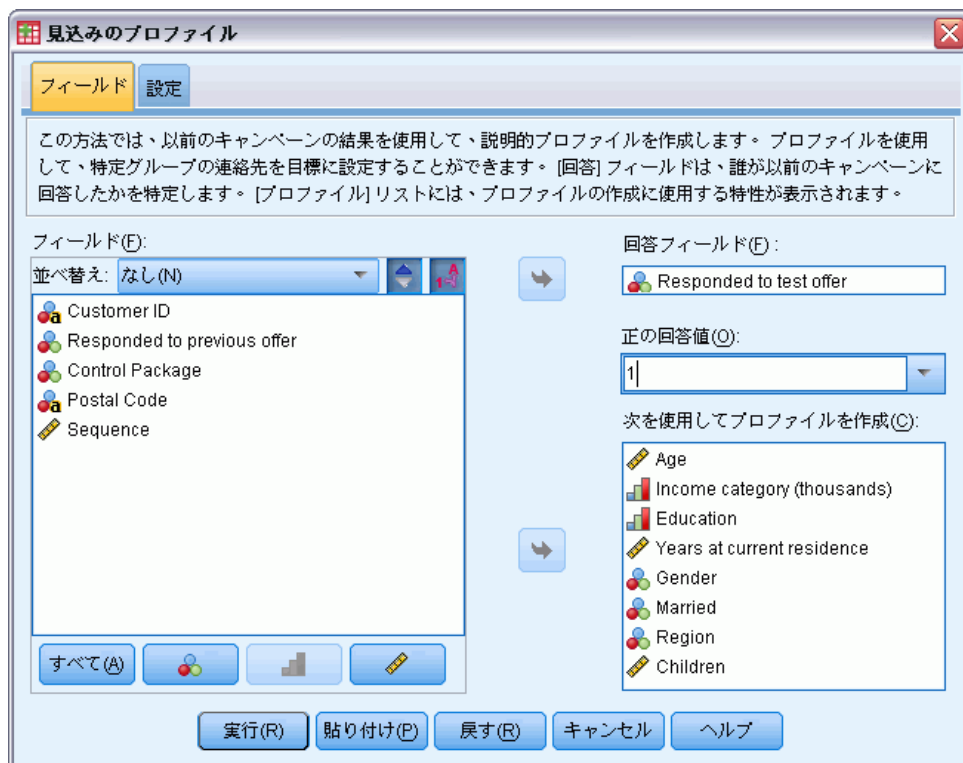 見込みのプロファイル
フィールド 設定
この方法では、以前のキャンペーンの結果を使用して、説明的プロファイルを作成します。 プロファイルを使用
して、特定グループの連絡先を目標に設定することができます。 [回答] フィールドは、誰が以前のキャンペーンに
回答したかを特定します。 [プロファイル] リストには、プロファイルの作成に使用する特性が表示されます。
フィールド(F):
並べ替え: なし(N)
Customer ID
Responded to previous offer
Control Package
Postal Code
Sequence
すべて(A)
回答フィールド(F) :
Responded to test offer
正の回答値(O):
1
次を使用してプロファイルを作成(C):
Age
Income category (thousands)
Education
Years at current residence
Gender
Married
Region
Children
実行(R) 貼り付け(P) 戻す(R) キャンセル ヘルプ